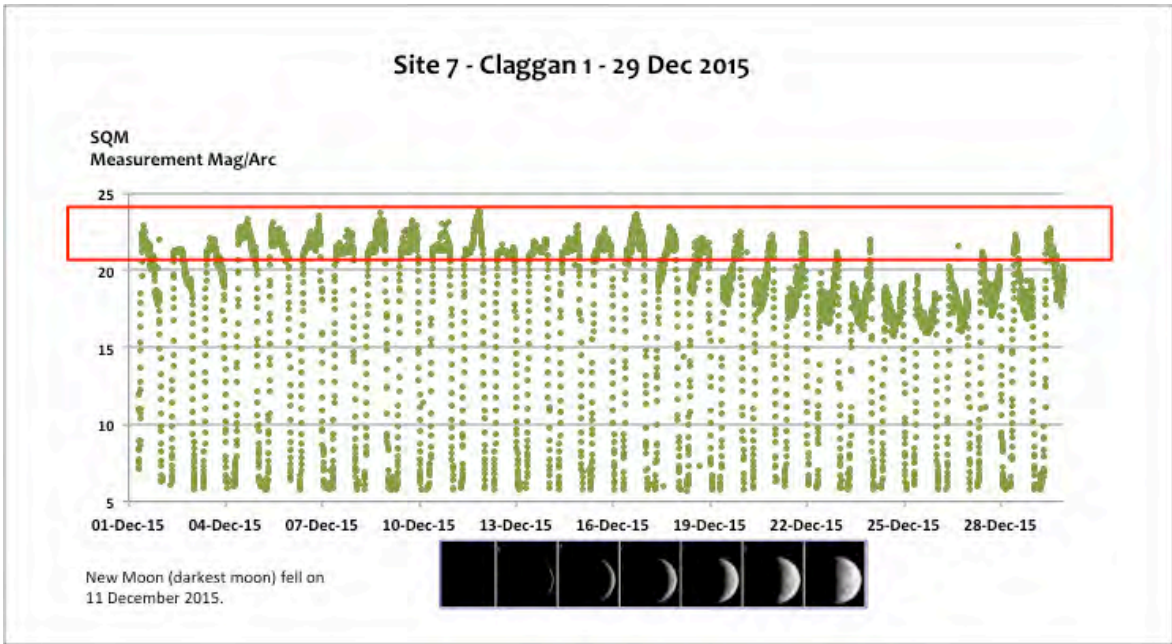 Site 7 - Claggan 1 - 29 Dec 2015
SQM
Measurement Mag/Arc
25
20
15
10
5
01-Dec-15 04-Dec-15 07-Dec-15 10-Dec-15 13-Dec-15 16-Dec-15 19-Dec-15 22-Dec-15 25-Dec-15 28-Dec-15
New Moon (darkest moon) fell on
11 December 2015.